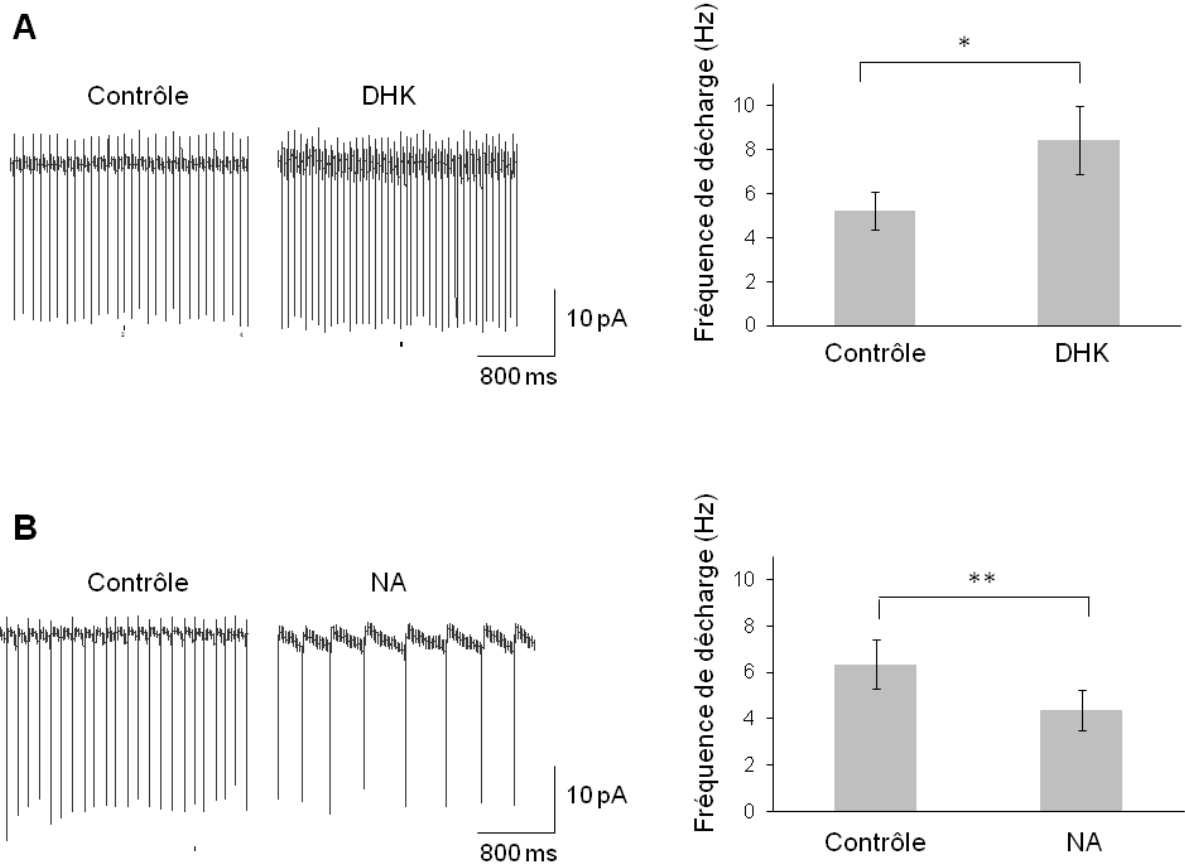 A
Contrôle
DHK
10 pA
800 ms
Fréquence de décharge (Hz)
*
10
8
6
4
2
0
Contrôle
DHK
B
Contrôle
NA
10 pA
800 ms
Fréquence de décharge (Hz)
**
10
8
6
4
2
0
Contrôle
NA